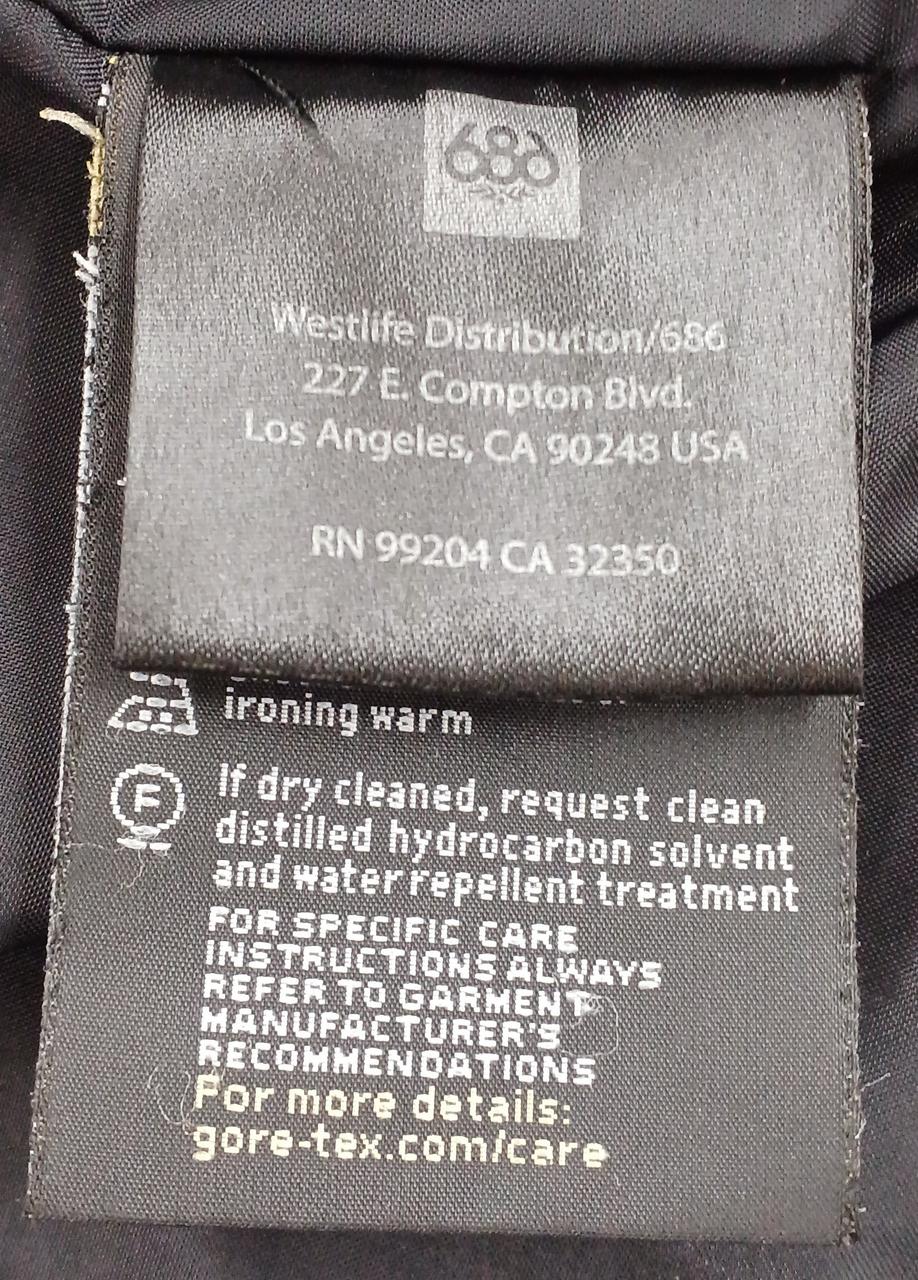 686
Westlife Distribution/686
227 E. Compton Blvd.
Los Angeles, CA 90248 USA
RN 99204 CA 32350
ironing warm
F
If dry cleaned, request clean
distilled hydrocarbon solvent
and water repellent treatment
FOR SPECIFIC CARE
INSTRUCTIONS ALWAYS
REFER TO GARMENT
MANUFACTURER'S
RECOMMENDATIONS
For more details:
gore-tex.com/care